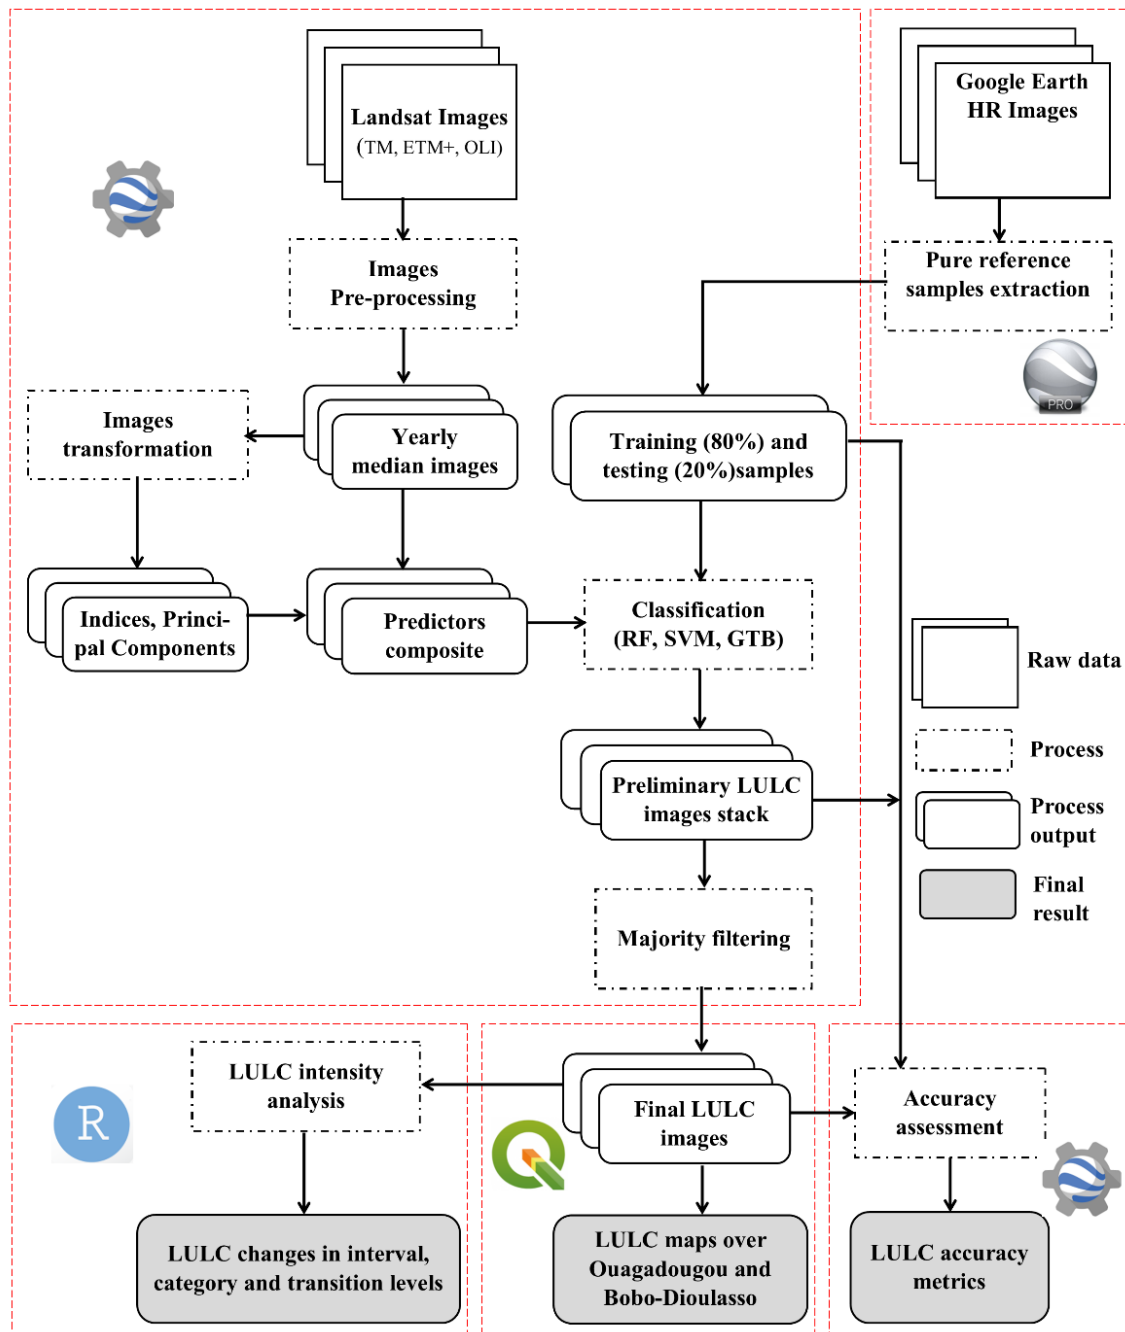 Landsat Images
(TM, ETM+, OLI)
Google Earth
HR Images
Images
Pre-processing
Pure reference
samples extraction
PRO
Images
transformation
Yearly
median images
Training (80%) and
testing (20%)samples
Indices, Princi-
pal Components
Predictors
composite
Classification
(RF, SVM, GTB)
Raw data
Process
Process
output
Final
result
Preliminary LULC
images stack
Majority filtering
R
LULC intensity
analysis
Final LULC
images
Accuracy
assessment
LULC changes in interval,
category and transition levels
LULC maps over
Ouagadougou and
Bobo-Dioulasso
LULC accuracy
metrics